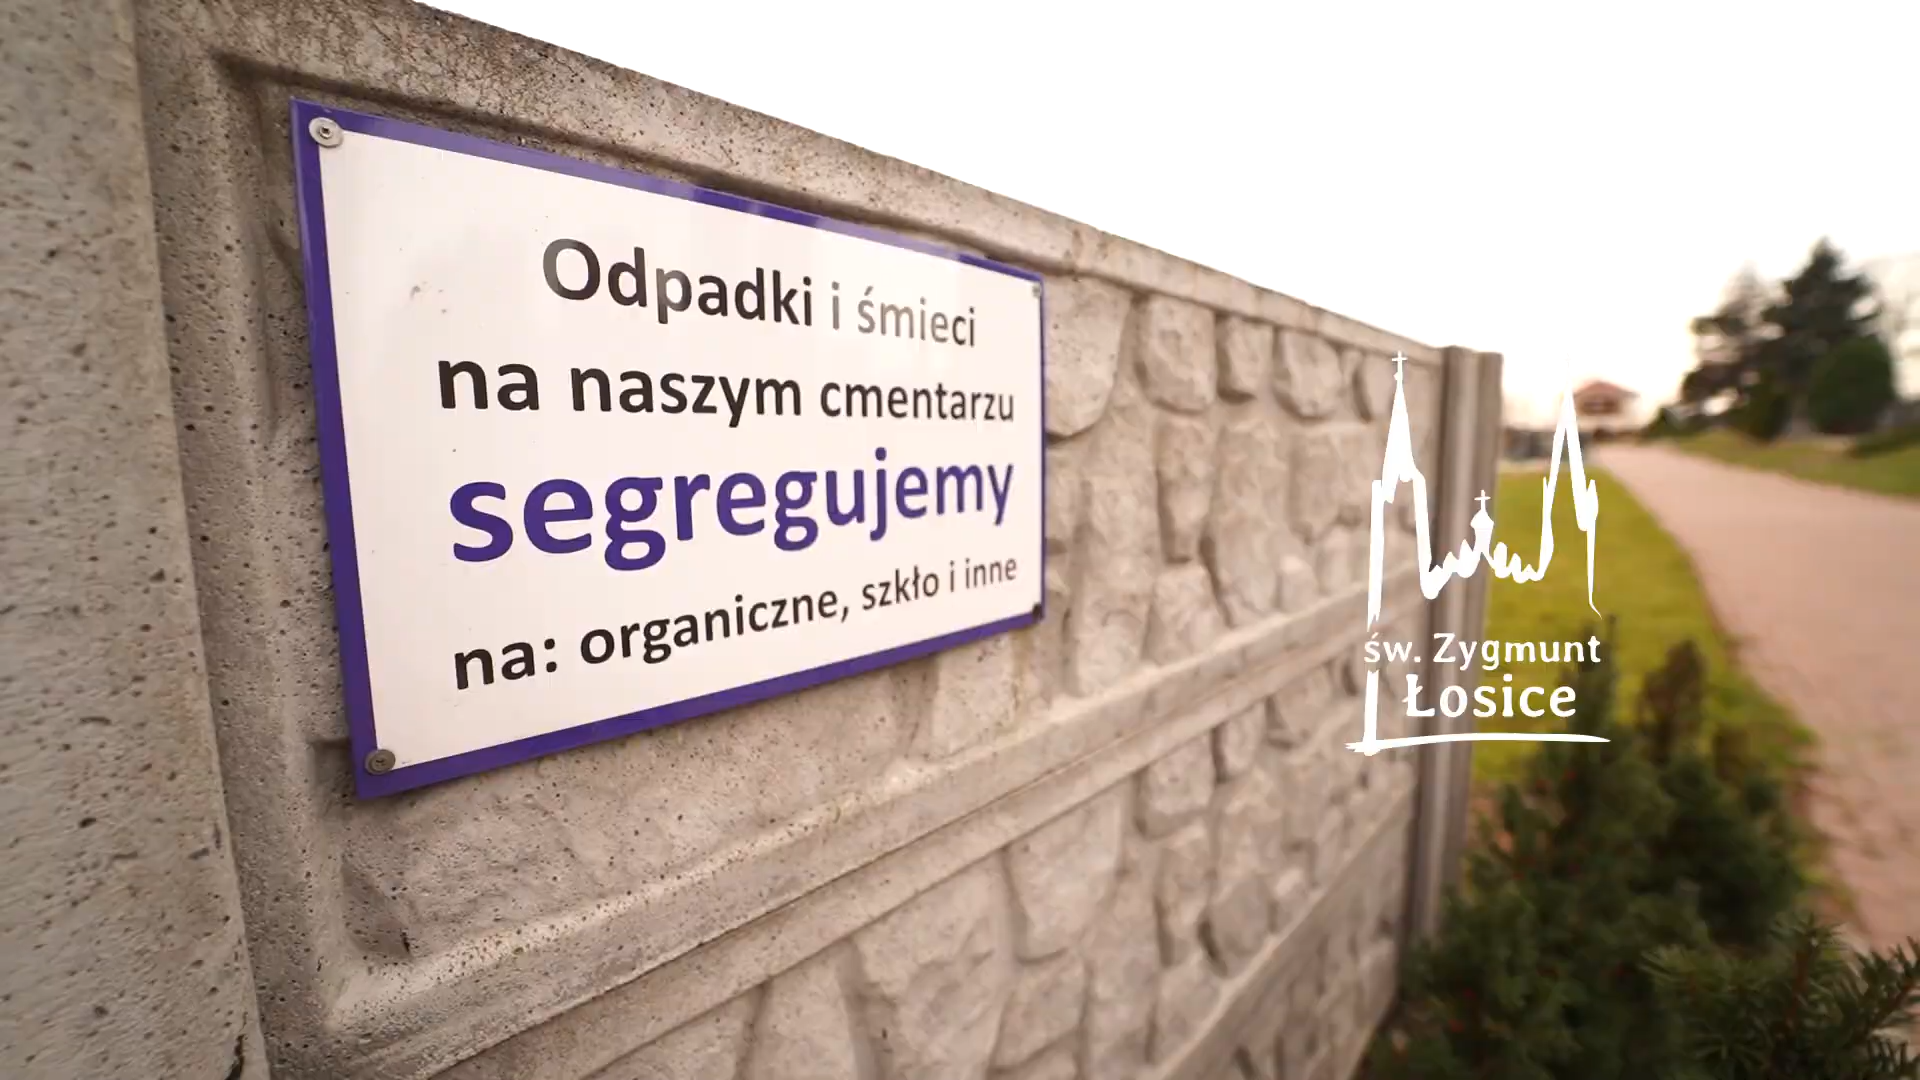 Odpadki i śmieci
na naszym cmentarzu
segregujemy
na: organiczne, szkło i inne
św. Zygmunt
Łosice